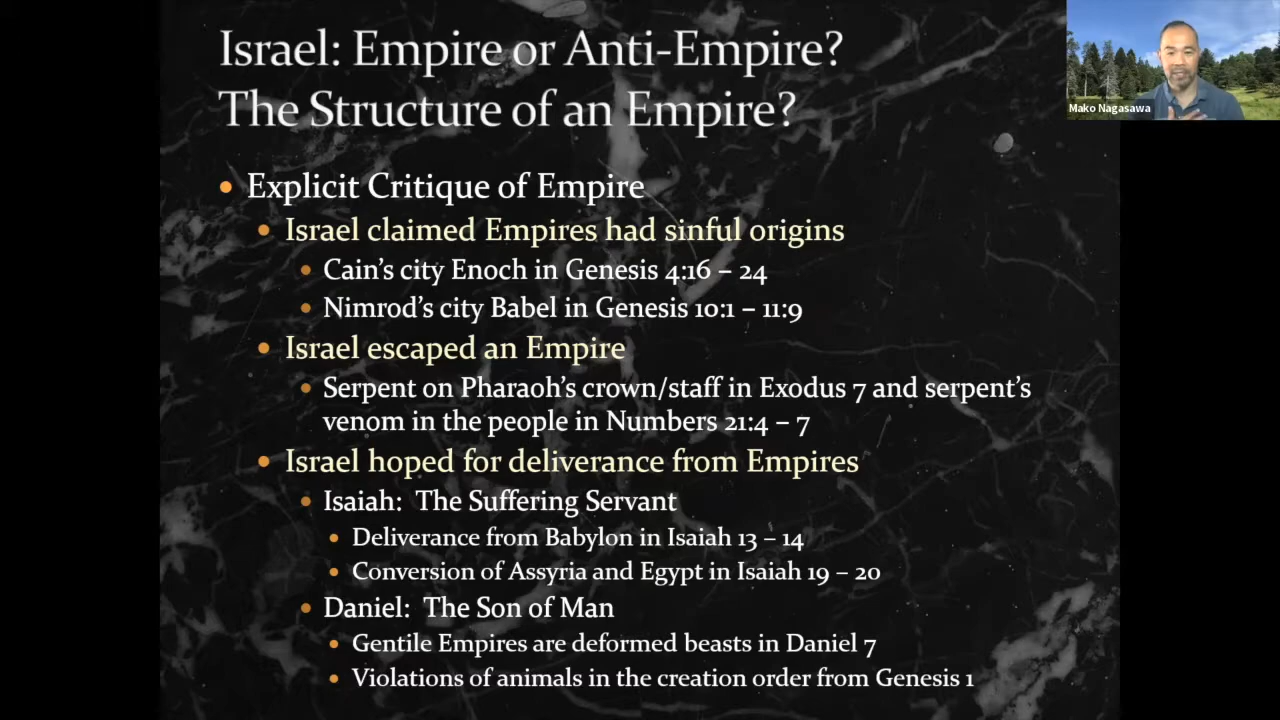 Israel: Empire or Anti-Empire?
The Structure of an Empire?
Mako Nagasawa
• Explicit Critique of Empire
• Israel claimed Empires had sinful origins
• Cain’s city Enoch in Genesis 4:16 – 24
• Nimrod’s city Babel in Genesis 10:1 – 11:9
• Israel escaped an Empire
• Serpent on Pharaoh’s crown/staff in Exodus 7 and serpent’s
venom in the people in Numbers 21:4 – 7
• Israel hoped for deliverance from Empires
• Isaiah: The Suffering Servant
• Deliverance from Babylon in Isaiah 13 – 14
• Conversion of Assyria and Egypt in Isaiah 19 – 20
• Daniel: The Son of Man
• Gentile Empires are deformed beasts in Daniel 7
• Violations of animals in the creation order from Genesis 1